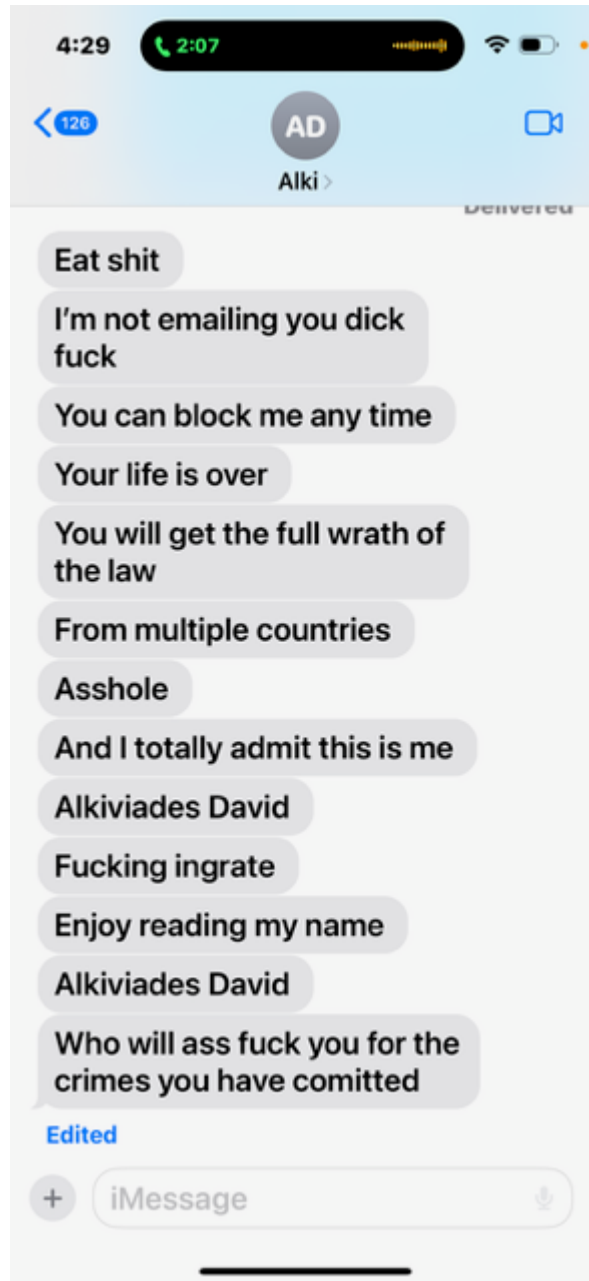 4:29
2:07
126
AD
Alki
Delivered
Eat shit
I'm not emailing you dick
fuck
You can block me any time
Your life is over
You will get the full wrath of
the law
From multiple countries
Asshole
And I totally admit this is me
Alkiviades David
Fucking ingrate
Enjoy reading my name
Alkiviades David
Who will ass fuck you for the
crimes you have comitted
Edited
iMessage